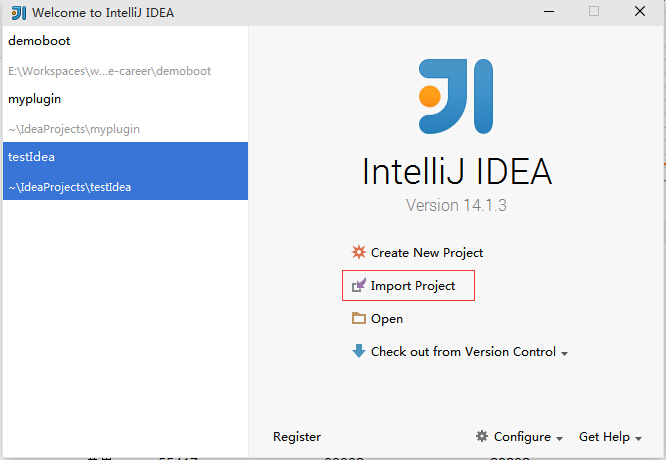 Welcome to IntelliJ IDEA
demoboot
E:\Workspaces\w...e-career\demoboot
myplugin
~\IdeaProjects\myplugin
testIdea
~\IdeaProjects\testIdea
IntelliJ IDEA
Version 14.1.3
Create New Project
Import Project
Open
Check out from Version Control
Register
Configure
Get Help